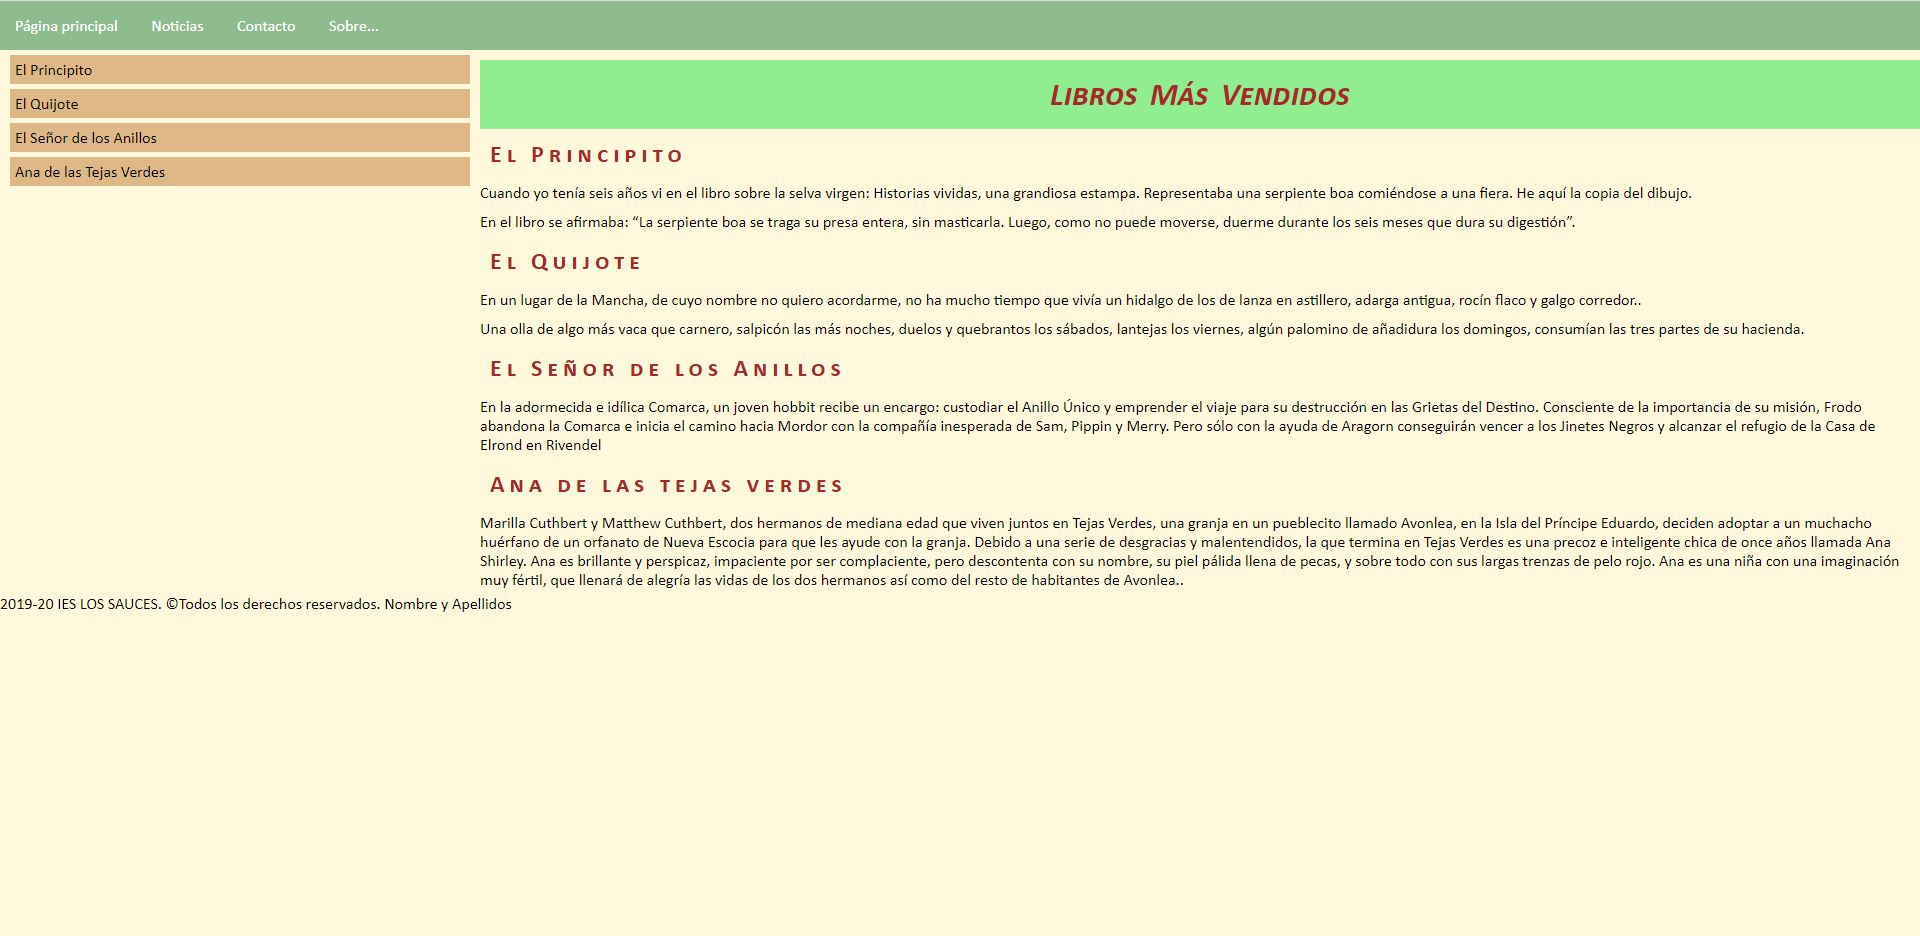 Página principal Noticias Contacto Sobre...
El Principito
El Quijote
El Señor de los Anillos
Ana de las Tejas Verdes
Libros Más Vendidos
El Principito
Cuando yo tenía seis años vi en el libro sobre la selva virgen: Historias vividas, una grandiosa estampa. Representaba una serpiente boa comiéndose a una fiera. He aquí la copia del dibujo.
En el libro se afirmaba: “La serpiente boa se traga su presa entera, sin masticarla. Luego, como no puede moverse, duerme durante los seis meses que dura su digestión”.
El Quijote
En un lugar de la Mancha, de cuyo nombre no quiero acordarme, no ha mucho tiempo que vivía un hidalgo de los de lanza en astillero, adarga antigua, rocín flaco y galgo corredor..
Una olla de algo más vaca que carnero, salpicón las más noches, duelos y quebrantos los sábados, lantejas los viernes, algún palomino de añadidura los domingos, consumían las tres partes de su hacienda.
El Señor de los Anillos
En la adormecida e idílica Comarca, un joven hobbit recibe un encargo: custodiar el Anillo Único y emprender el viaje para su destrucción en las Grietas del Destino. Consciente de la importancia de su misión, Frodo
abandona la Comarca e inicia el camino hacia Mordor con la compañía inesperada de Sam, Pippin y Merry. Pero sólo con la ayuda de Aragorn conseguirán vencer a los Jinetes Negros y alcanzar el refugio de la Casa de
Elrond en Rivendel
Ana de las tejas verdes
Marilla Cuthbert y Matthew Cuthbert, dos hermanos de mediana edad que viven juntos en Tejas Verdes, una granja en un pueblecito llamado Avonlea, en la Isla del Príncipe Eduardo, deciden adoptar a un muchacho
huérfano de un orfanato de Nueva Escocia para que les ayude con la granja. Debido a una serie de desgracias y malentendidos, la que termina en Tejas Verdes es una precoz e inteligente chica de once años llamada Ana
Shirley. Ana es brillante y perspicaz, impaciente por ser complaciente, pero descontenta con su nombre, su piel pálida llena de pecas, y sobre todo con sus largas trenzas de pelo rojo. Ana es una niña con una imaginación
muy fértil, que llenará de alegría las vidas de los dos hermanos así como del resto de habitantes de Avonlea..
2019-20 IES LOS SAUCES. ©Todos los derechos reservados. Nombre y Apellidos